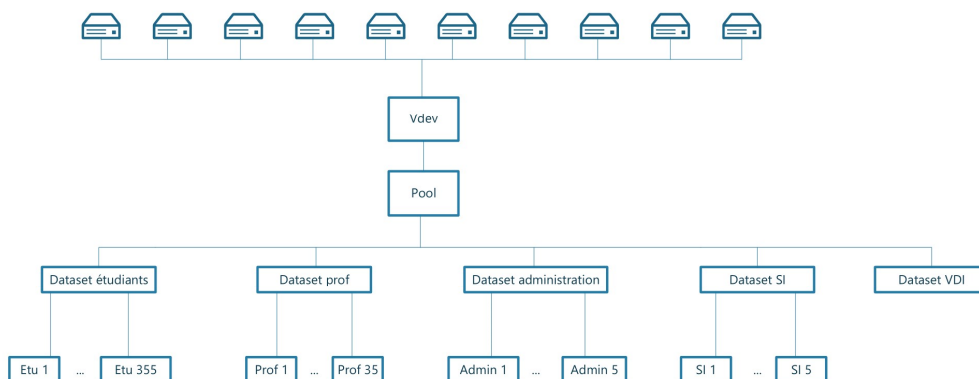 Vdev
Pool
Dataset étudiants
Dataset prof
Dataset administration
Dataset SI
Dataset VDI
Etu 1 ... Etu 355
Prof 1 ... Prof 35
Admin 1 ... Admin 5
SI 1 ... SI 5